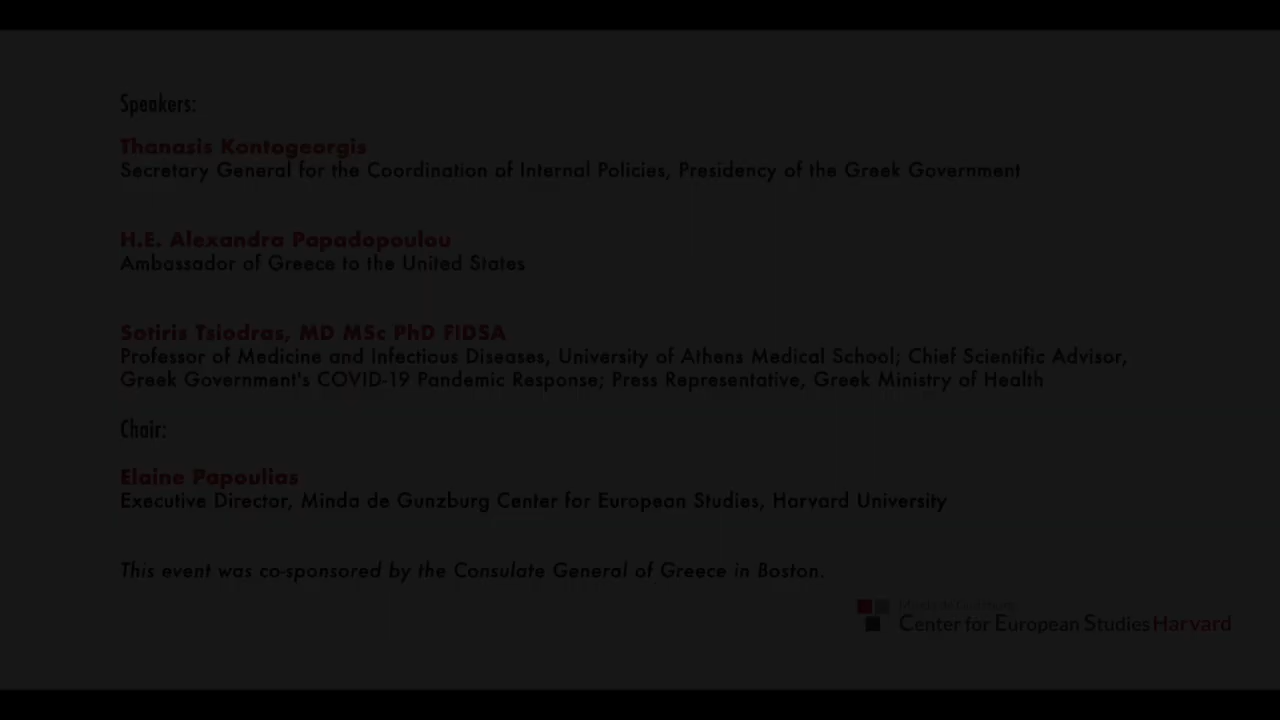 Speakers:
Thanasis Kontogeorgis
Secretary General for the Coordination of Internal Policies, Presidency of the Greek Government
H.E. Alexandra Papadopoulou
Ambassador of Greece to the United States
Sotiris Tsiodras, MD MSc PhD FIDSA
Professor of Medicine and Infectious Diseases, University of Athens Medical School; Chief Scientific Advisor,
Greek Government's COVID-19 Pandemic Response; Press Representative, Greek Ministry of Health
Chair:
Elaine Papoulias
Executive Director, Minda de Gunzburg Center for European Studies, Harvard University
This event was co-sponsored by the Consulate General of Greece in Boston.
Minda de Gunzburg
Center for European Studies Harvard